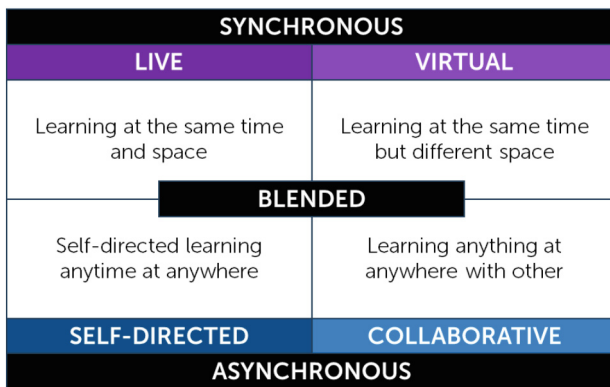 SYNCHRONOUS
LIVE
VIRTUAL
Learning at the same time
and space
Learning at the same time
but different space
BLENDED
Self-directed learning
anytime at anywhere
Learning anything at
anywhere with other
SELF-DIRECTED
COLLABORATIVE
ASYNCHRONOUS